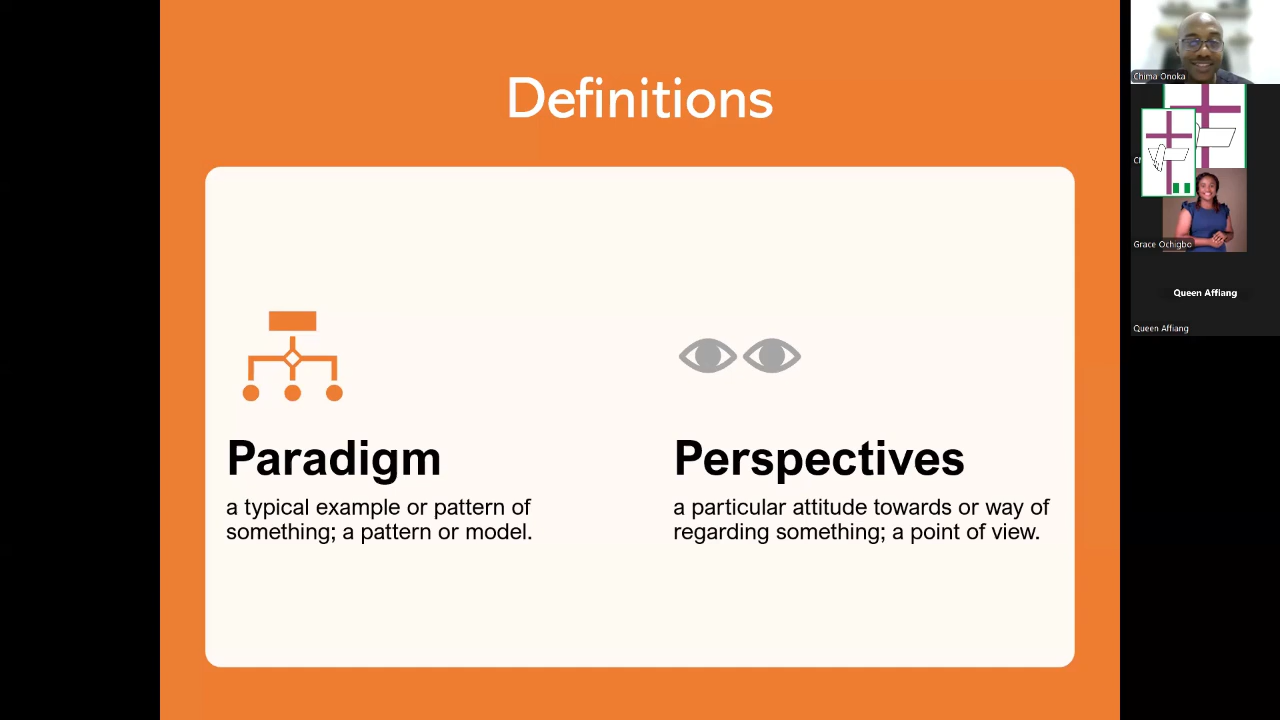 Definitions
Paradigm
a typical example or pattern of
something; a pattern or model.
Perspectives
a particular attitude towards or way of
regarding something; a point of view.
Chima Onoka
Grace Ochigbo
Queen Affiang
Queen Affiang